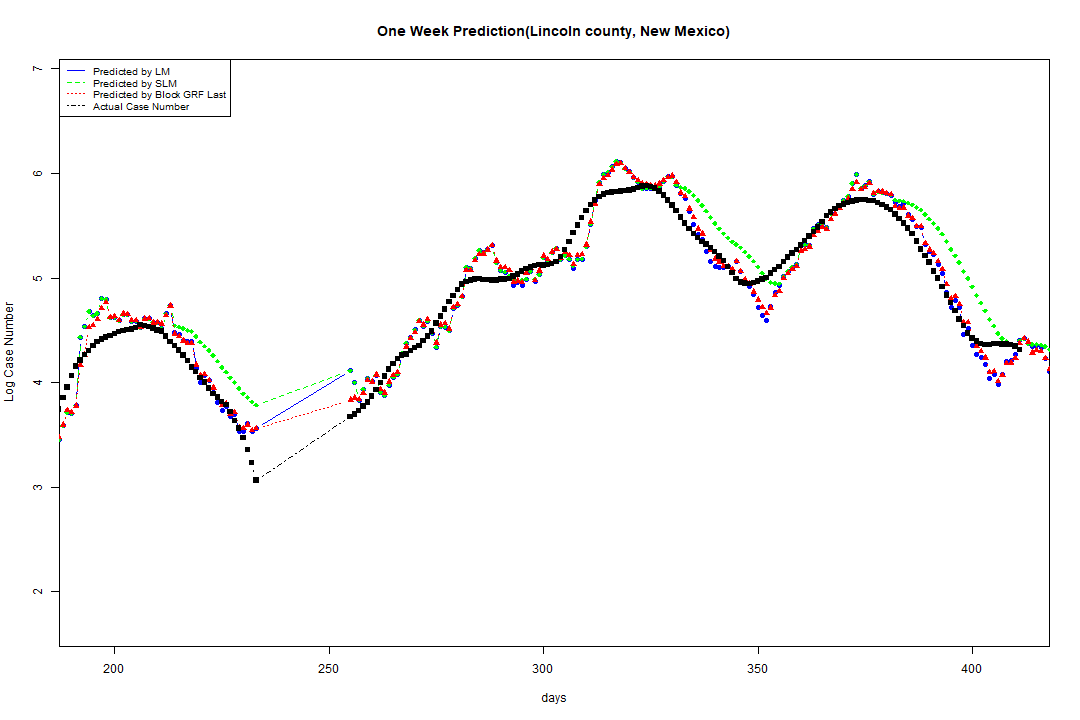 One Week Prediction(Lincoln county, New Mexico)
Predicted by LM
Predicted by SLM
Predicted by Block GRF Last
Actual Case Number
7
6
5
4
3
2
Log Case Number
200
250
300
350
400
days